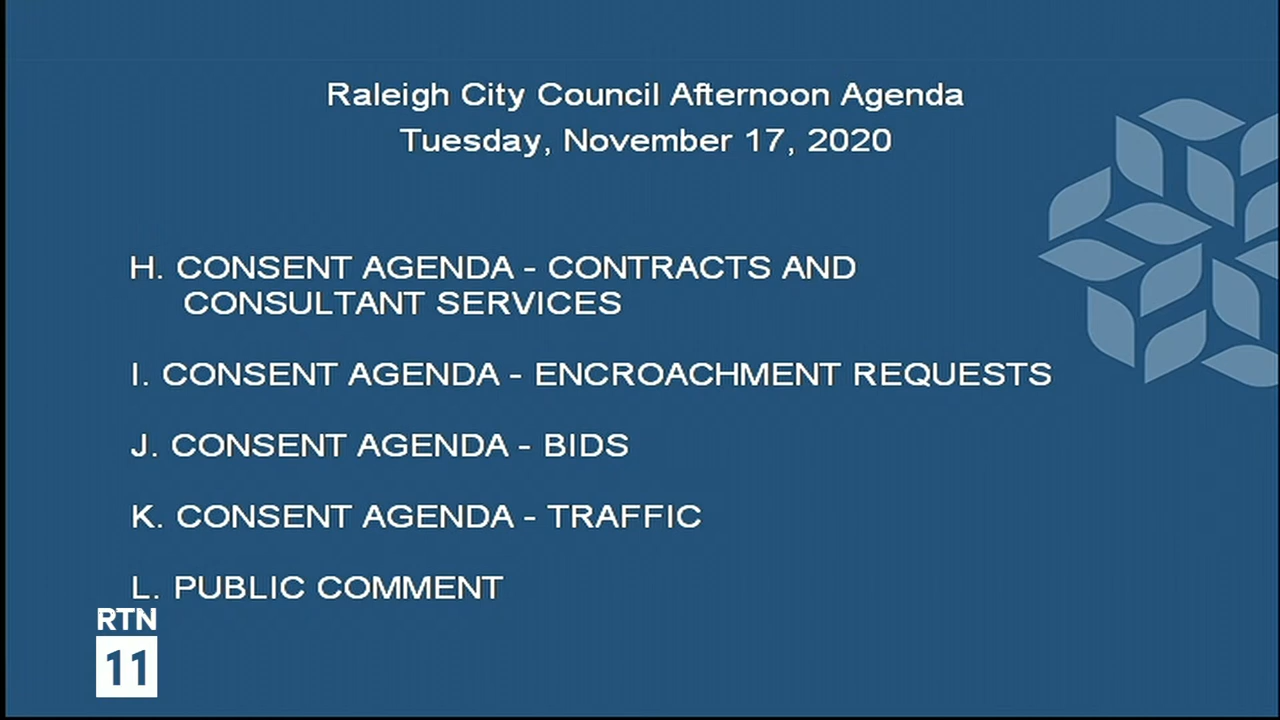 Raleigh City Council Afternoon Agenda
Tuesday, November 17, 2020
H. CONSENT AGENDA - CONTRACTS AND
CONSULTANT SERVICES
I. CONSENT AGENDA - ENCROACHMENT REQUESTS
J. CONSENT AGENDA - BIDS
K. CONSENT AGENDA - TRAFFIC
L. PUBLIC COMMENT
RTN
11